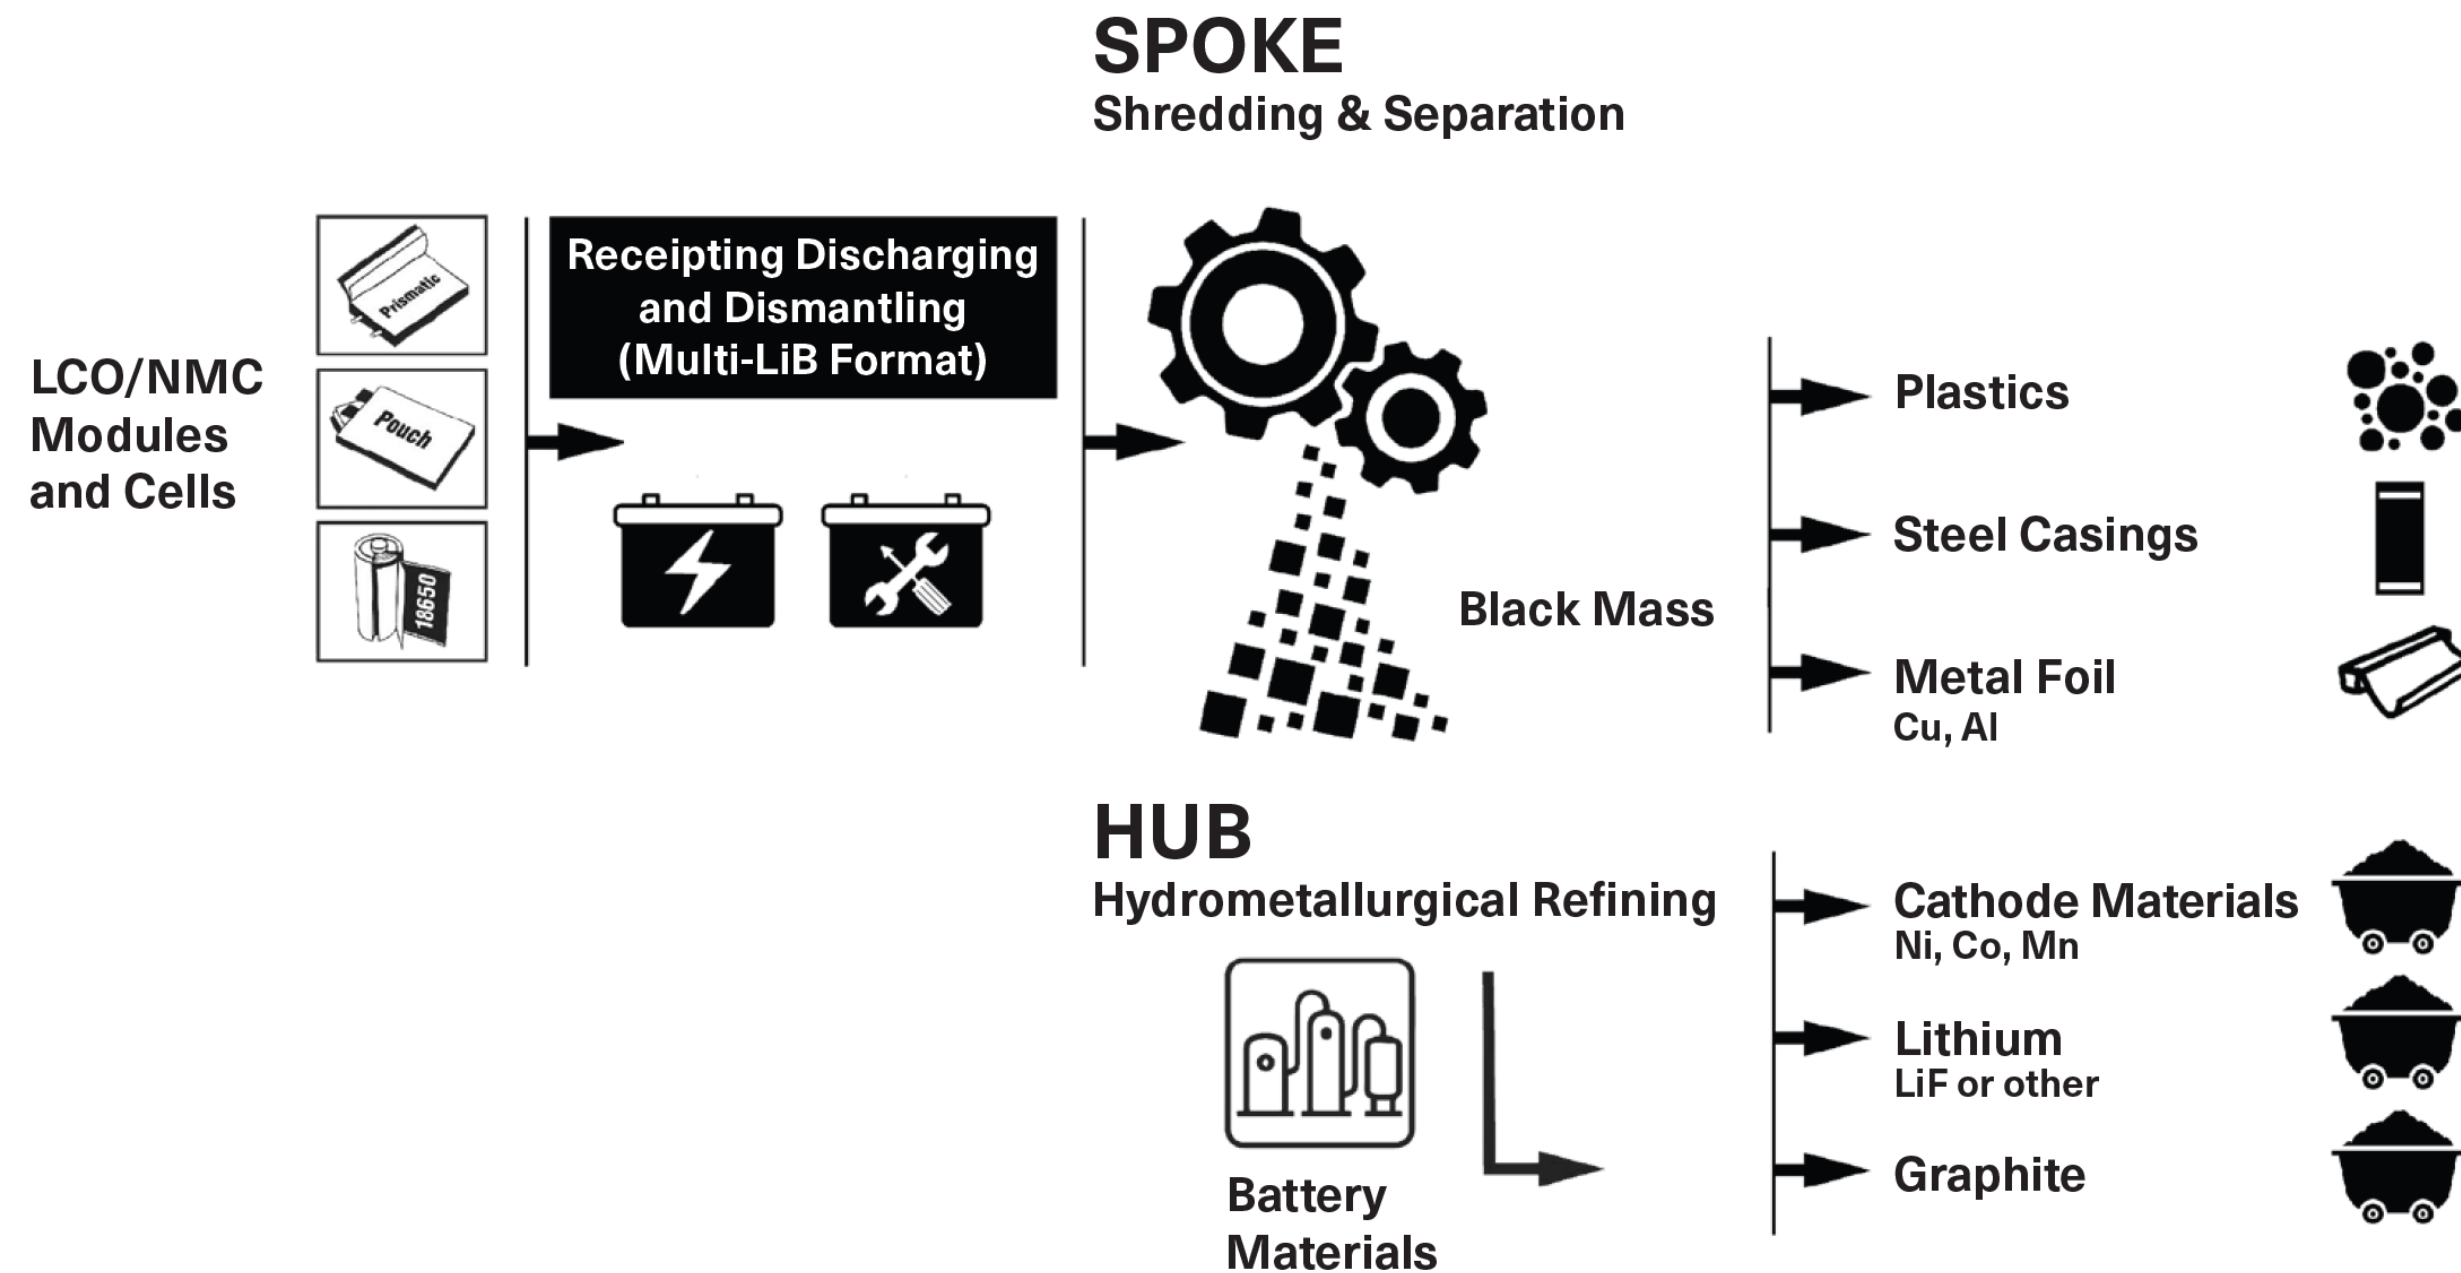 SPOKE
Shredding & Separation
LCO/NMC
Modules
and Cells
Prismatic
Pouch
18650
Receipting Discharging
and Dismantling
(Multi-LiB Format)
Black Mass
Plastics
Steel Casings
Metal Foil
Cu, Al
HUB
Hydrometallurgical Refining
Battery
Materials
Cathode Materials
Ni, Co, Mn
Lithium
LiF or other
Graphite